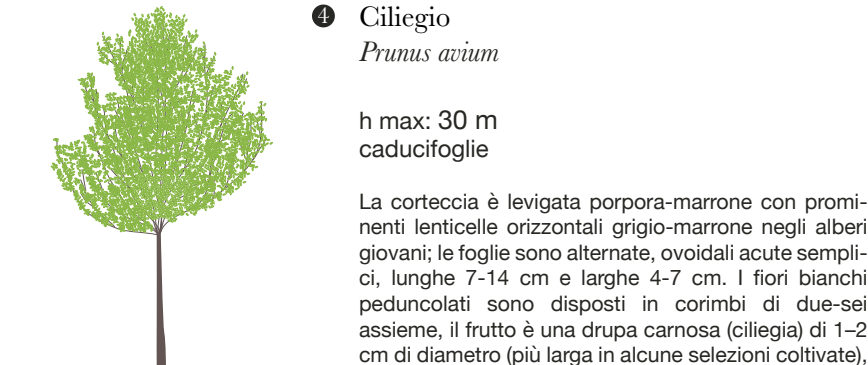 ❹ Ciliegio
Prunus avium
h max: 30 m
caducifoglie
La corteccia è levigata porpora-marrone con promi-
nenti lenticelle orizzontali grigio-marrone negli alberi
giovani; le foglie sono alternate, ovoidali acute sempli-
ci, lunghe 7-14 cm e larghe 4-7 cm. I fiori bianchi
peduncolati sono disposti in corimbi di due-sei
assieme, il frutto è una drupa carnosa (ciliegia) di 1–2
cm di diametro (più larga in alcune selezioni coltivate),